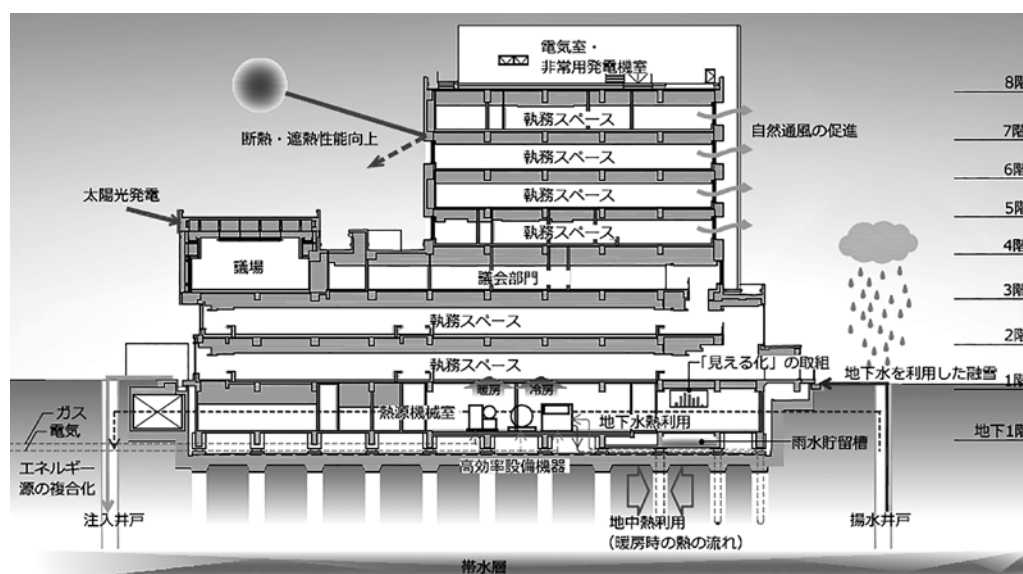 電気室・
非常用発電機室
8階
執務スペース
自然通風の促進
断熱・遮熱性能向上
7階
執務スペース
6階
執務スペース
太陽光発電
5階
執務スペース
4階
議場
議会部門
3階
執務スペース
2階
執務スペース
「見える化」の取組
地下水を利用した融雪
1階
暖房
冷房
ガス
電気
熱源機械室
地下水熱利用
地下1階
雨水貯留槽
エネルギー
源の複合化
高効率設備機器
注入井戸
地中熱利用
(暖房時の熱の流れ)
揚水井戸
帯水層